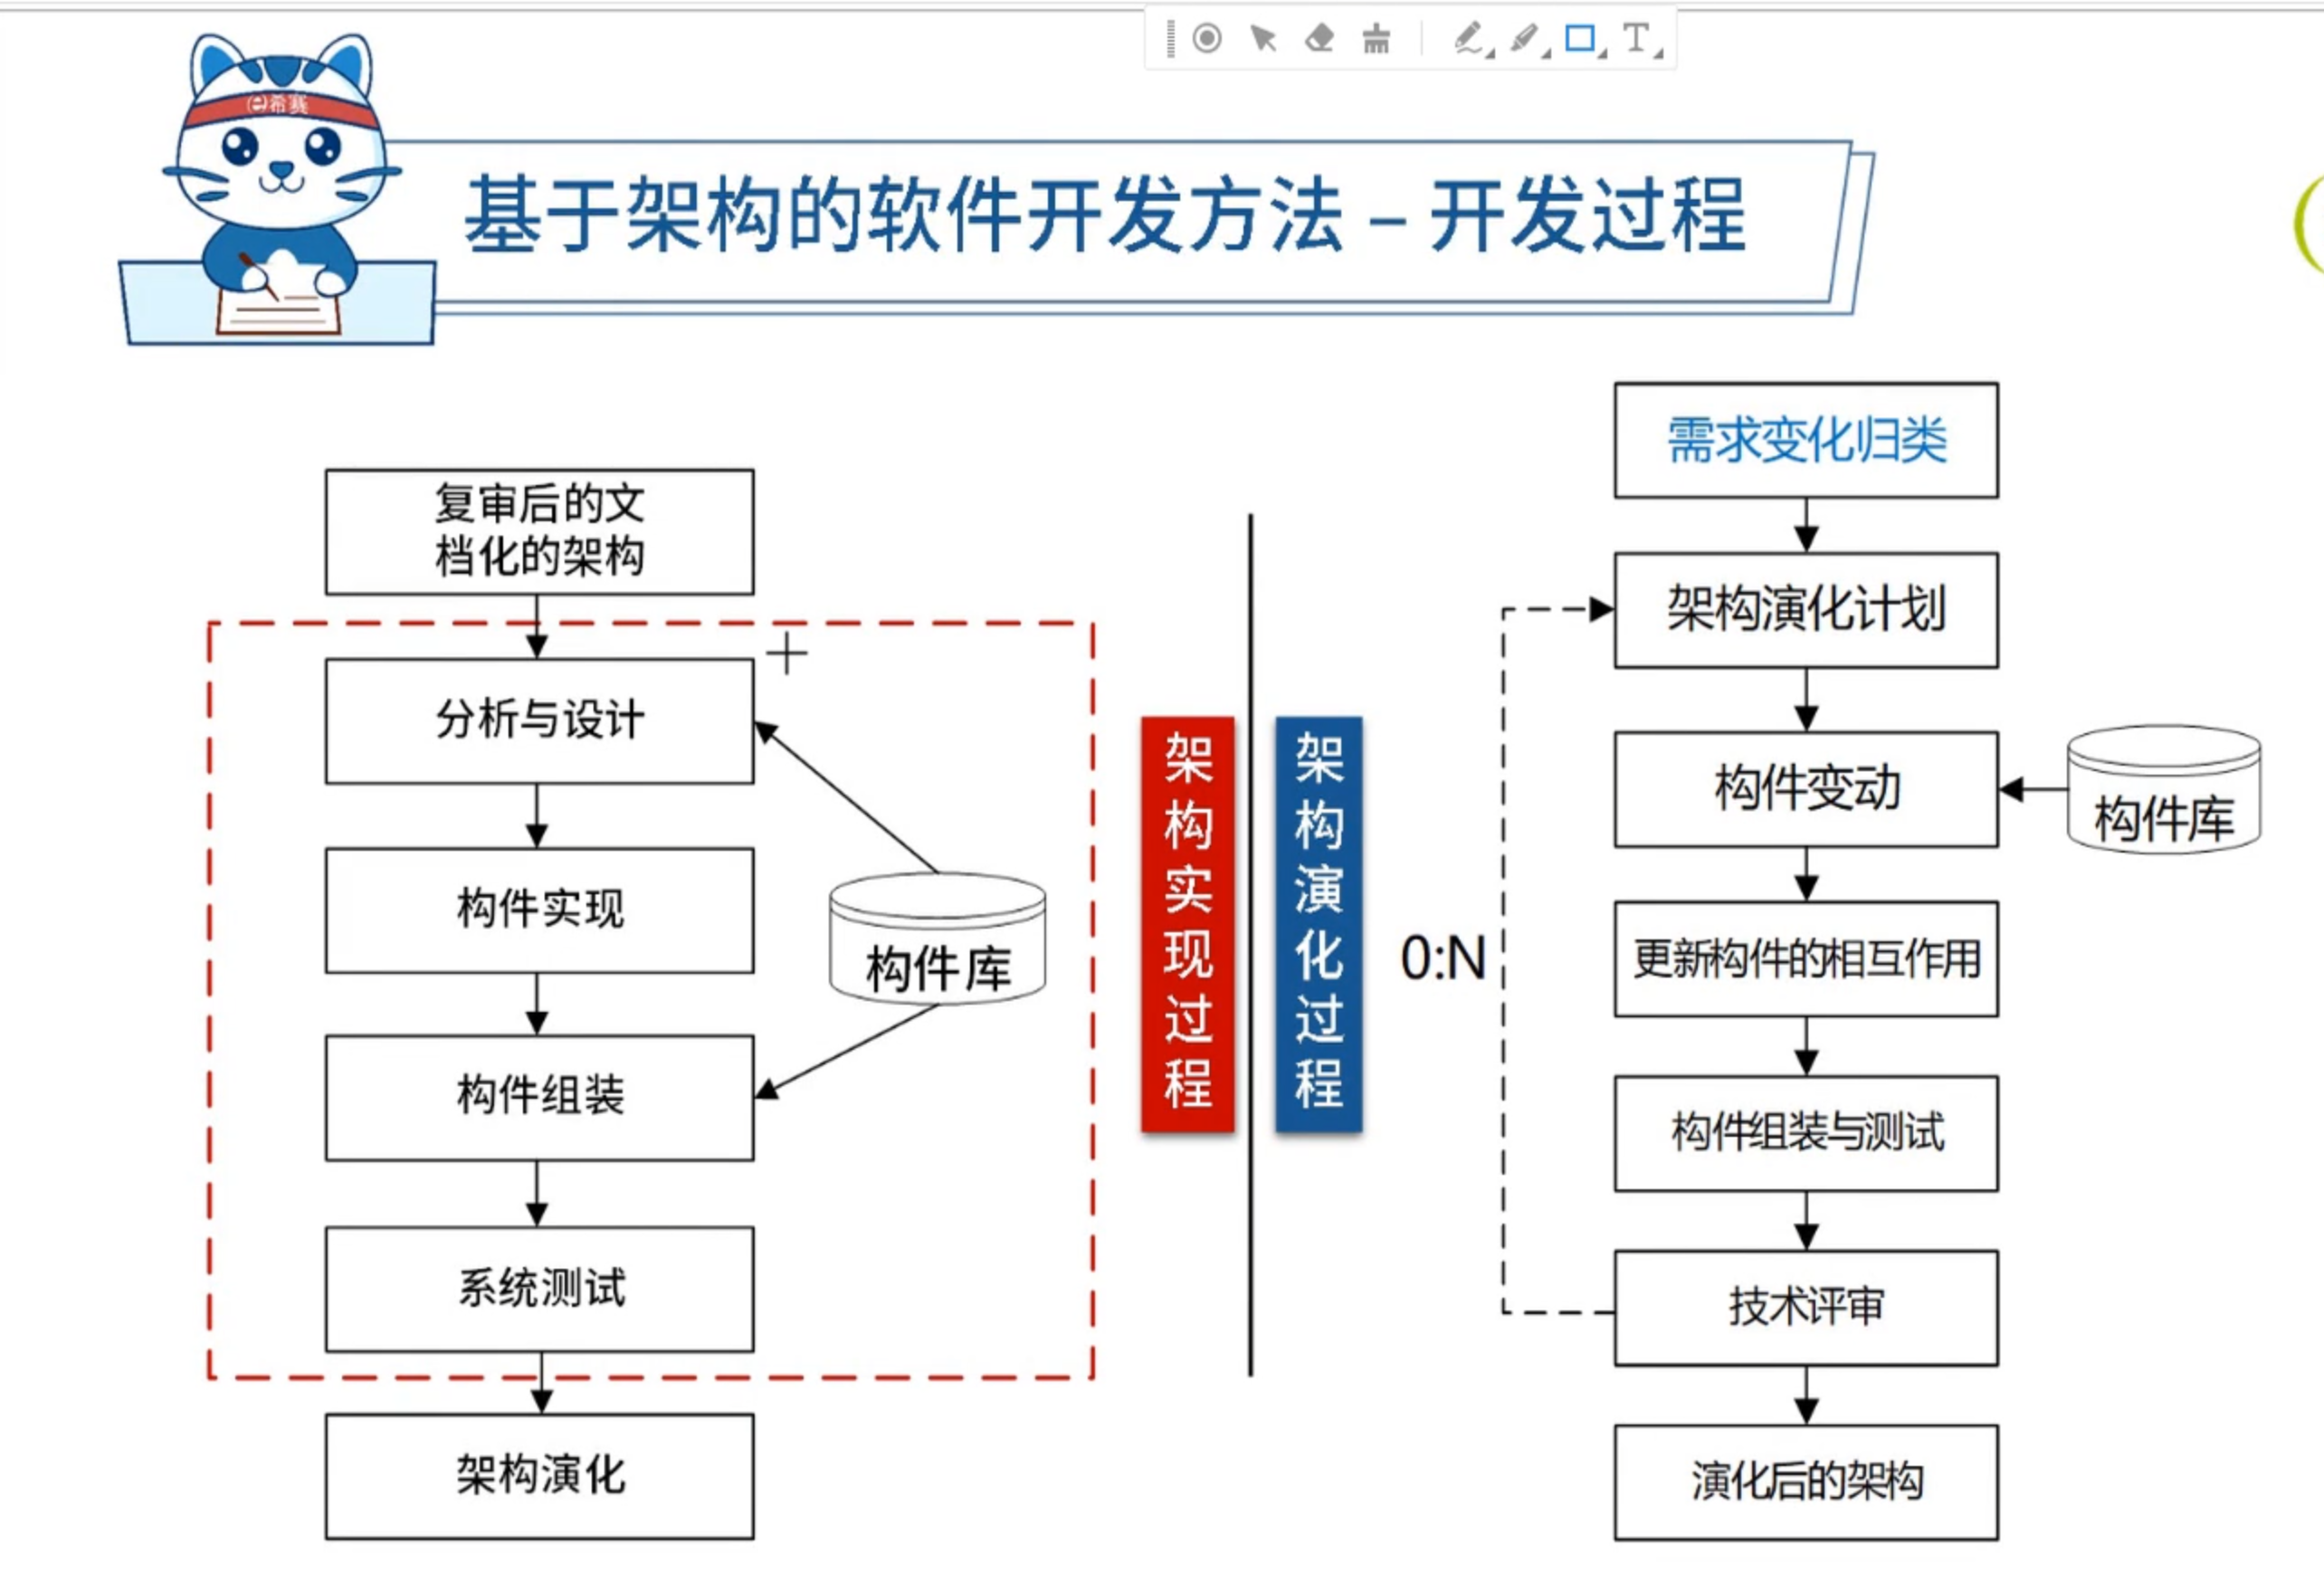 希赛
基于架构的软件开发方法 – 开发过程
复审后的文
档化的架构
分析与设计
构件实现
构件组装
系统测试
架构演化
构件库
架构实现过程
架构演化过程
0:N
需求变化归类
架构演化计划
构件变动
构件库
更新构件的相互作用
构件组装与测试
技术评审
演化后的架构
T